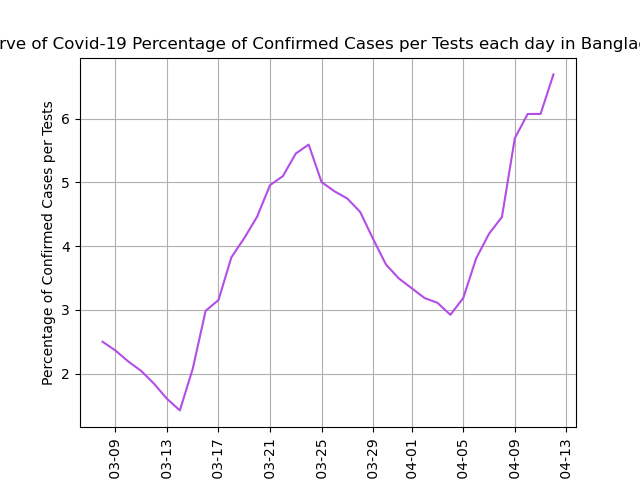 rve of Covid-19 Percentage of Confirmed Cases per Tests each day in Bangla
Percentage of Confirmed Cases per Tests
6
5
4
3
2
03-09 03-13 03-17 03-21 03-25 03-29 04-01 04-05 04-09 04-13